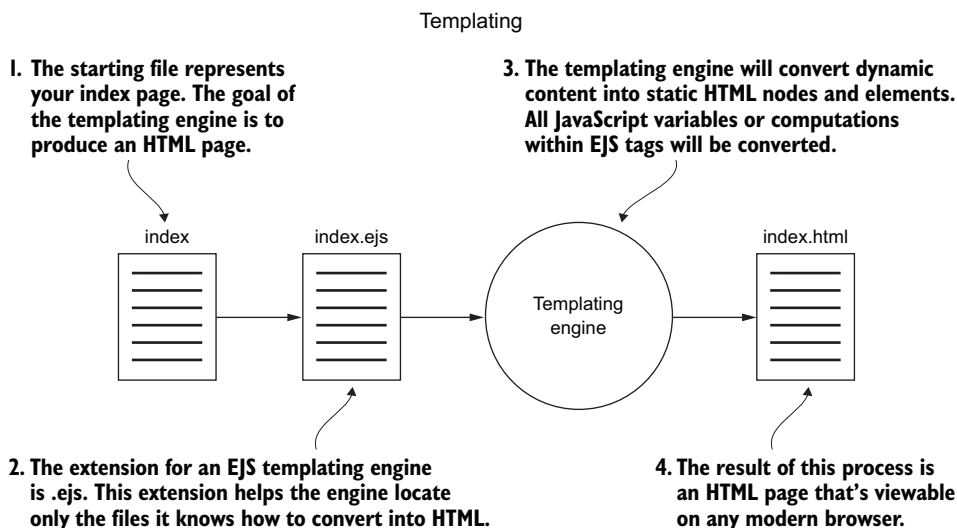 Templating
1. The starting file represents
your index page. The goal of
the templating engine is to
produce an HTML page.
3. The templating engine will convert dynamic
content into static HTML nodes and elements.
All JavaScript variables or computations
within EJS tags will be converted.
index
index.ejs
Templating
engine
index.html
2. The extension for an EJS templating engine
is .ejs. This extension helps the engine locate
only the files it knows how to convert into HTML.
4. The result of this process is
an HTML page that's viewable
on any modern browser.